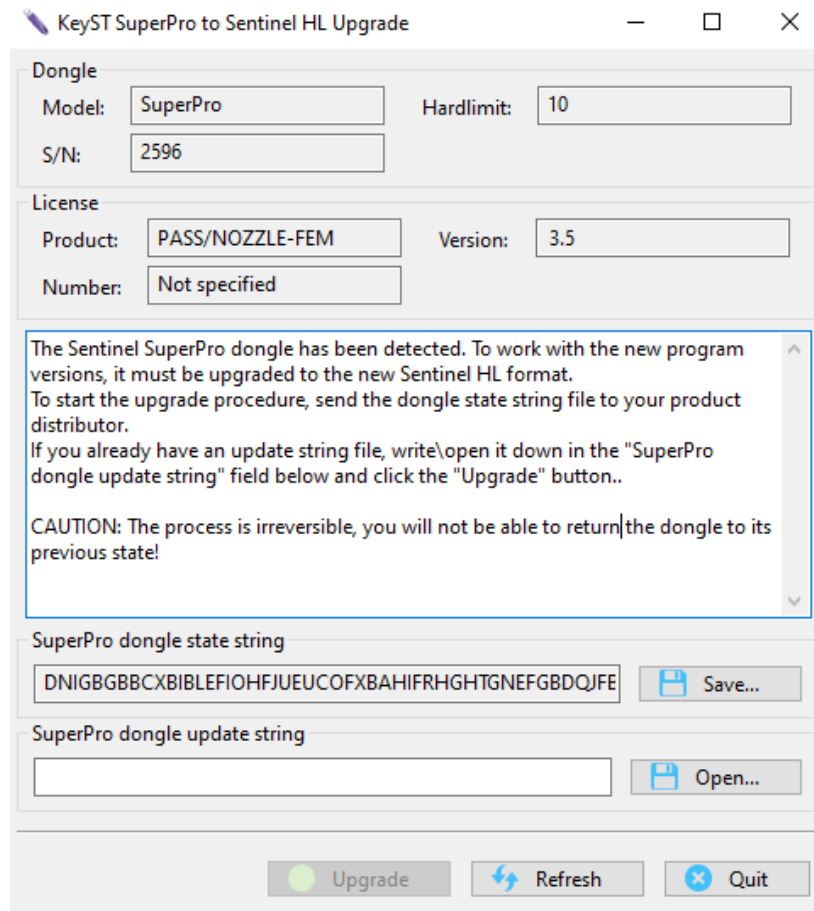 KeyST SuperPro to Sentinel HL Upgrade
Dongle
Model: SuperPro Hardlimit: 10
S/N: 2596
License
Product: PASS/NOZZLE-FEM Version: 3.5
Number: Not specified
The Sentinel SuperPro dongle has been detected. To work with the new program
versions, it must be upgraded to the new Sentinel HL format.
To start the upgrade procedure, send the dongle state string file to your product
distributor.
If you already have an update string file, write\open it down in the "SuperPro
dongle update string" field below and click the "Upgrade" button..
CAUTION: The process is irreversible, you will not be able to return the dongle to its
previous state!
SuperPro dongle state string
DNIGBGBBCXBIBLEFIOHFJUEUCOFXBAHIFRHGHTGNEFGBDQJFE Save...
SuperPro dongle update string
Open...
Upgrade Refresh Quit